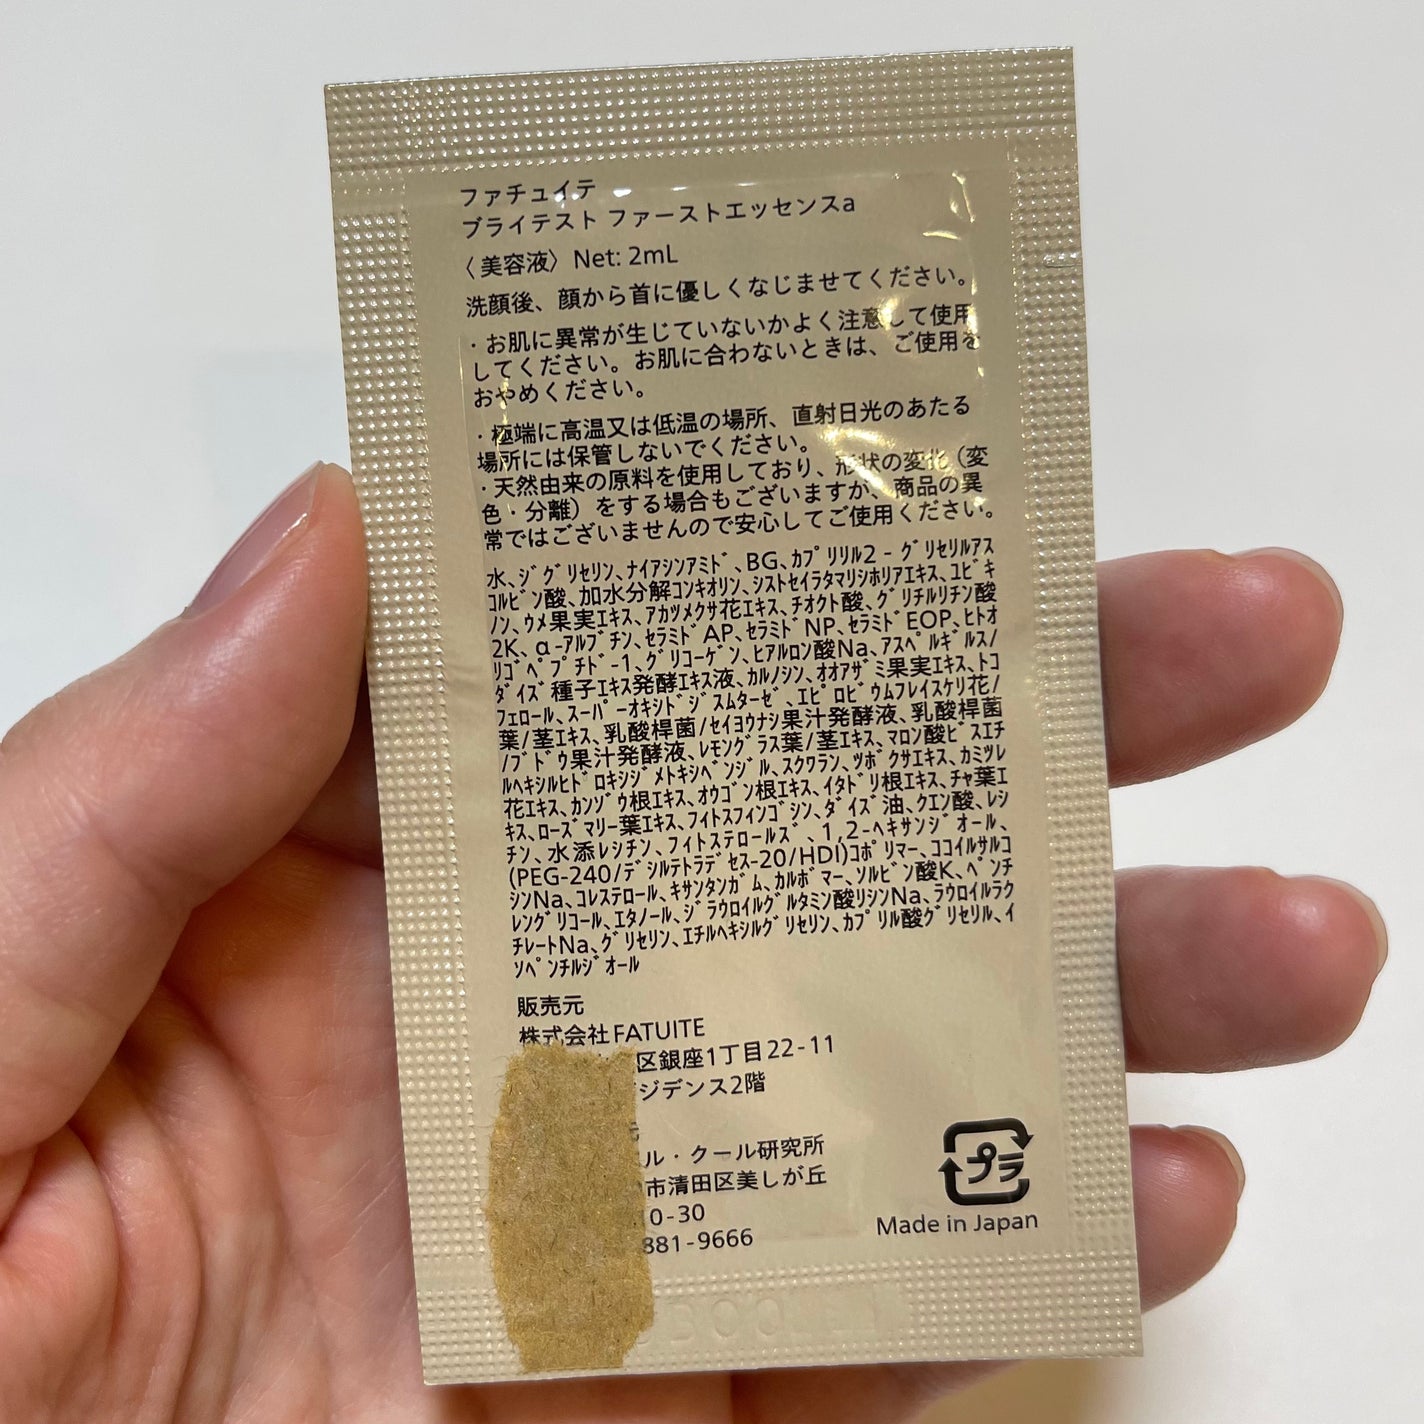 ファチュイテ
ブライテスト ファーストエッセンスa
〈美容液〉Net: 2mL
洗顔後、顔から首に優しくなじませてください。
・お肌に異常が生じていないかよく注意して使用
してください。お肌に合わないときは、ご使用を
おやめください。
・極端に高温又は低温の場所、直射日光のあたる
場所には保管しないでください。
・天然由来の原料を使用しており、形状の変化(変
色・分離)をする場合もございますが、商品の異
常ではございませんので安心してご使用ください。
水、ジグリセリン、ナイアシンアミド、BG、カプリリル2-グリセリルアス
コルビン酸、加水分解コンキオリン、シストセイラタマリシホリアエキス、ユビキ
ノン、ウメ果実エキス、アカツメクサ花エキス、チオクト酸、グリチルリチン酸
2K、α-アルブチン、セラミドAP、セラミドNP、セラミドEOP、ヒトオ
リゴペプチド-1、グリコーゲン、ヒアルロン酸Na、アスペルギルス/
ダイズ種子エキス発酵エキス液、カルノシン、オオアザミ果実エキス、トコ
フェロール、スーパーオキシドジスムターゼ、エピロビウムフレイスケリ花/
葉/茎エキス、乳酸桿菌/セイヨウナシ果汁発酵液、乳酸桿菌
/ブドウ果汁発酵液、レモングラス葉/茎エキス、マロン酸ビスエチ
ルヘキシルヒドロキシジメトキシベンジル、スクワラン、ツボクサエキス、カミツレ
花エキス、カンゾウ根エキス、オウゴン根エキス、イタドリ根エキス、チャ葉エ
キス、ローズマリー葉エキス、フィトスフィンゴシン、ダイズ油、クエン酸、レシ
チン、水添レシチン、フィトステロールズ、1,2-ヘキサンジオール、
(PEG-240/デシルテトラデセス-20/HDI)コポリマー、ココイルサルコ
シンNa、コレステロール、キサンタンガム、カルボマー、ソルビン酸K、ペンチ
レングリコール、エタノール、ジラウロイルグルタミン酸リシンNa、ラウロイルラク
チレートNa、グリセリン、エチルヘキシルグリセリン、カプリル酸グリセリル、イ
ソペンチルジオール
販売元
株式会社FATUITE
区銀座1丁目22-11
ジデンス2階
元
ル・クール研究所
市清田区美しが丘
0-30
881-9666
プラ
Made in Japan